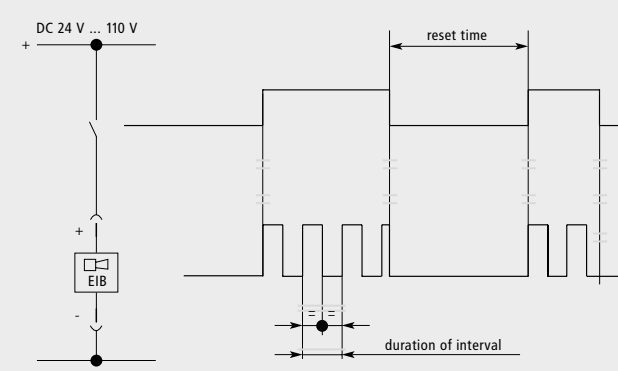 DC 24 V ... 110 V
+
reset time
+
EIB
-
= =
duration of interval